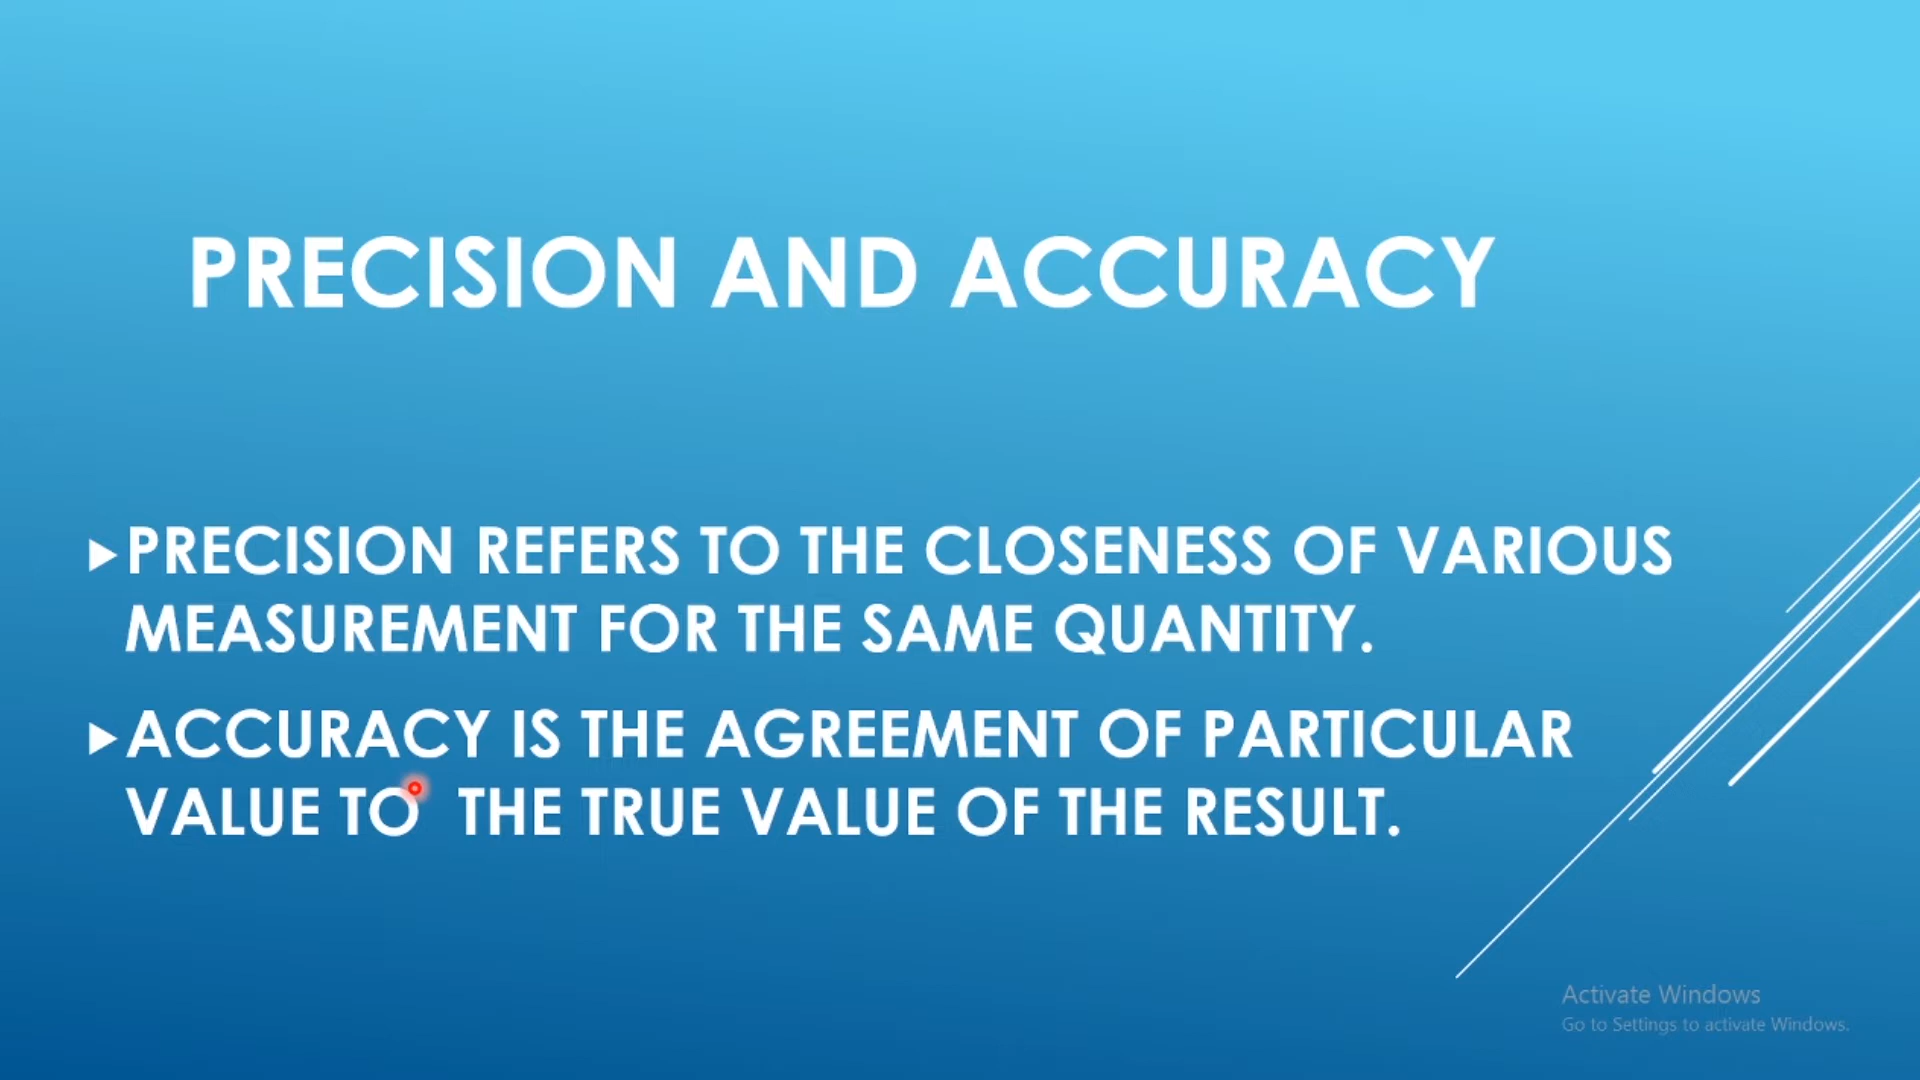 PRECISION AND ACCURACY
PRECISION REFERS TO THE CLOSENESS OF VARIOUS
MEASUREMENT FOR THE SAME QUANTITY.
ACCURACY IS THE AGREEMENT OF PARTICULAR
VALUE TO THE TRUE VALUE OF THE RESULT.
Activate Windows
Go to Settings to activate Windows.